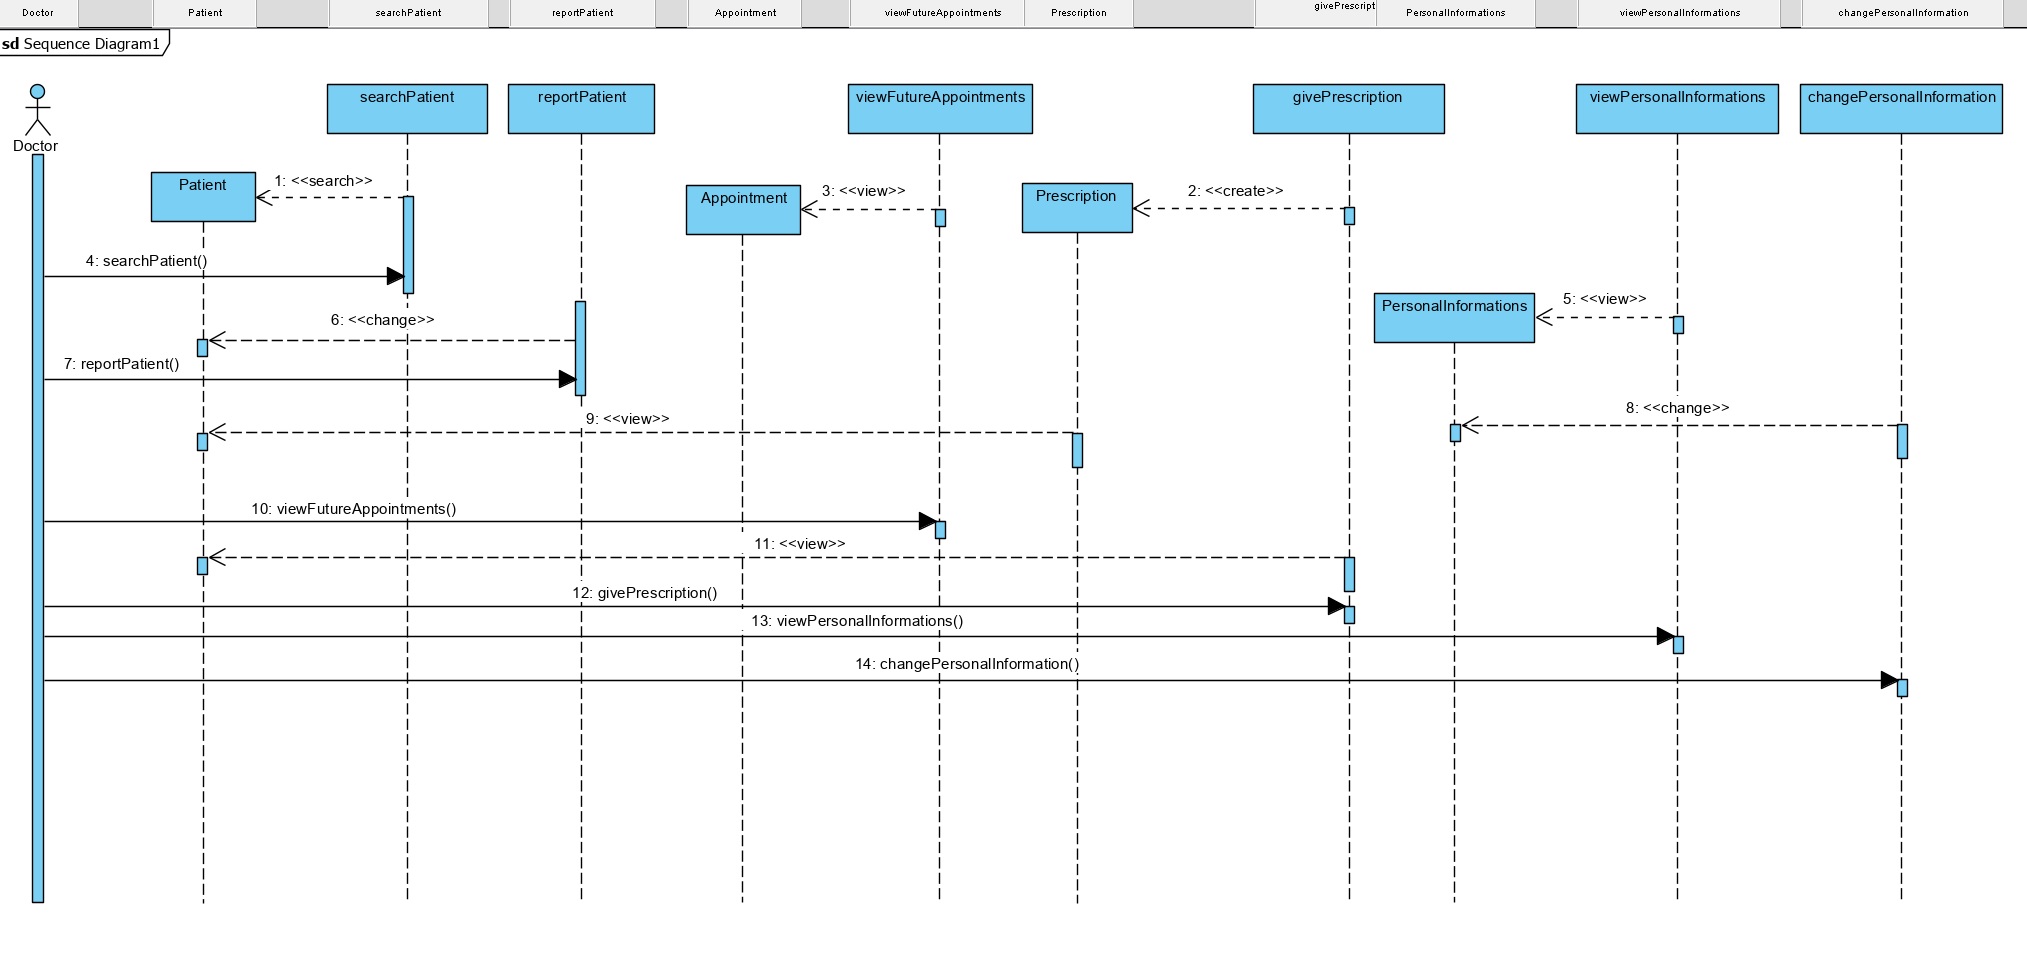 Doctor
Patient
searchPatient
reportPatient
Appointment
viewFutureAppointments
Prescription
givePrescript
PersonalInformations
viewPersonalInformations
changePersonalInformation
sd Sequence Diagram1
searchPatient
reportPatient
viewFutureAppointments
givePrescription
viewPersonalInformations
changePersonalInformation
Doctor
Patient
1: <<search>>
Appointment
3: <<view>>
Prescription
2: <<create>>
4: searchPatient()
PersonalInformations
5: <<view>>
6: <<change>>
7: reportPatient()
8: <<change>>
9: <<view>>
10: viewFutureAppointments()
11: <<view>>
12: givePrescription()
13: viewPersonalInformations()
14: changePersonalInformation()